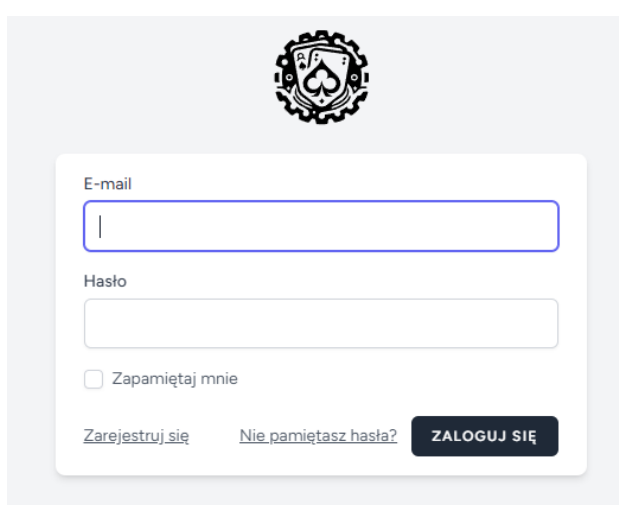 E-mail
Hasło
Zapamiętaj mnie
Zarejestruj się Nie pamiętasz hasła? ZALOGUJ SIĘ